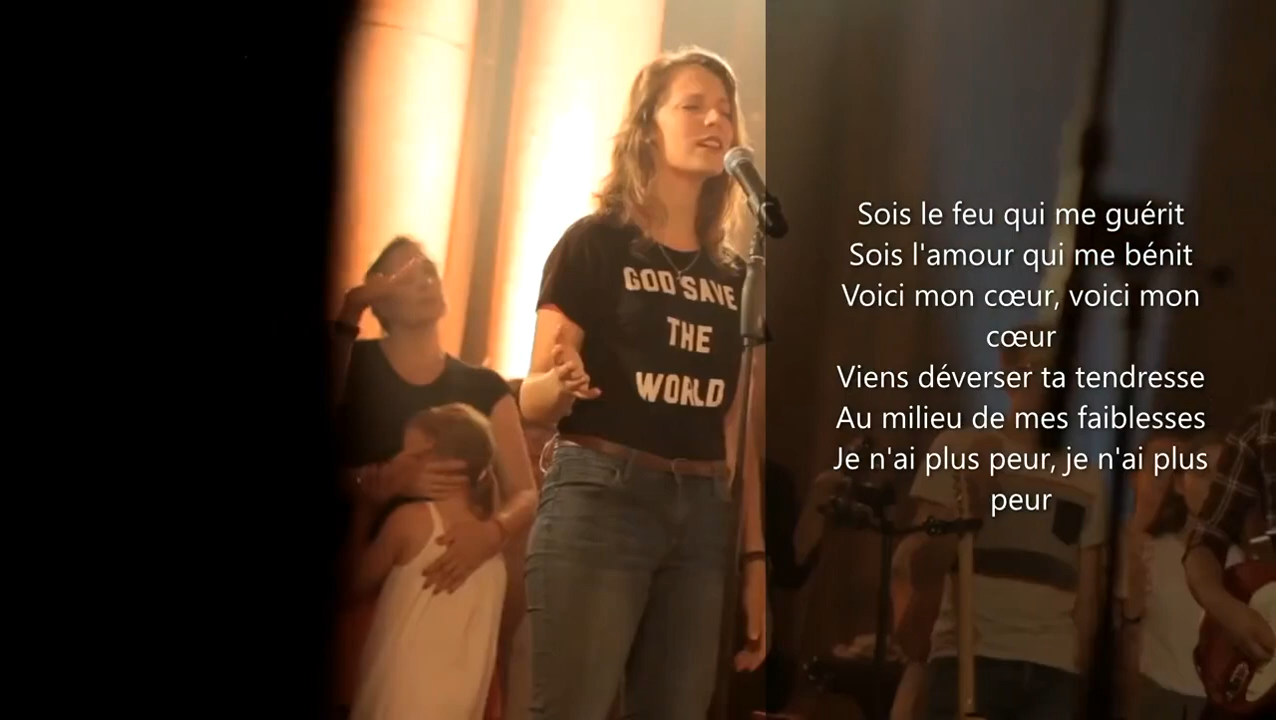 GOD SAVE
THE
WORLD
Sois le feu qui me guérit
Sois l'amour qui me bénit
Voici mon cœur, voici mon
cœur
Viens déverser ta tendresse
Au milieu de mes faiblesses
Je n'ai plus peur, je n'ai plus
peur